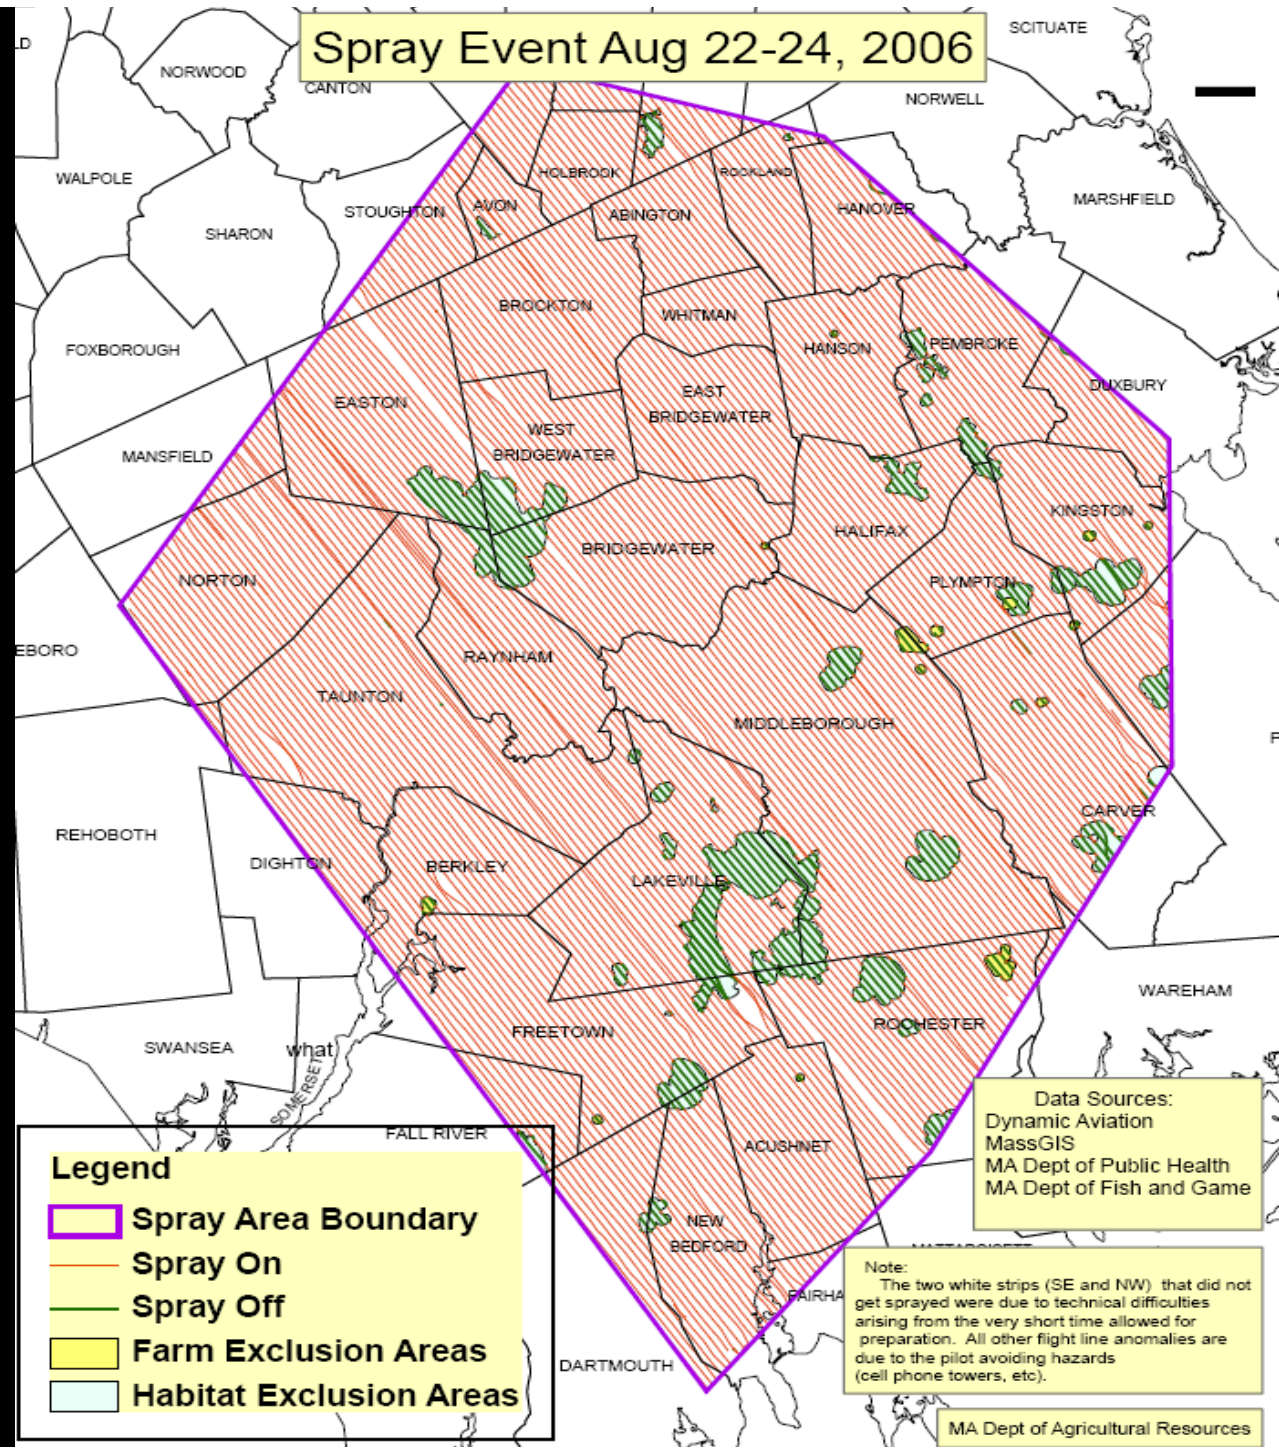 Spray Event Aug 22-24, 2006
SCITUATE
LD
NORWOOD
CANTON
NORWELL
WALPOLE
HOLBROOK
ROCKLAND
STOUGHTON
AVON
ABINGTON
HANOVER
MARSHFIELD
SHARON
BROCKTON
WHITMAN
FOXBOROUGH
HANSON
PEMBROKE
DUXBURY
EASTON
EAST
BRIDGEWATER
WEST
BRIDGEWATER
MANSFIELD
KINGSTON
HALIFAX
BRIDGEWATER
NORTON
PLYMPTON
EBORO
RAYNHAM
TAUNTON
MIDDLEBOROUGH
F
CARVER
REHOBOTH
DIGHTON
BERKLEY
LAKEVILLE
WAREHAM
FREETOWN
ROCHESTER
SWANSEA
what
SOMERSET
FALL RIVER
ACUSHNET
NEW
BEDFORD
MATTAPOISETT
FAIRHA
DARTMOUTH
Legend
Spray Area Boundary
Spray On
Spray Off
Farm Exclusion Areas
Habitat Exclusion Areas
Data Sources:
Dynamic Aviation
MassGIS
MA Dept of Public Health
MA Dept of Fish and Game
Note:
The two white strips (SE and NW) that did not
get sprayed were due to technical difficulties
arising from the very short time allowed for
preparation. All other flight line anomalies are
due to the pilot avoiding hazards
(cell phone towers, etc).
MA Dept of Agricultural Resources